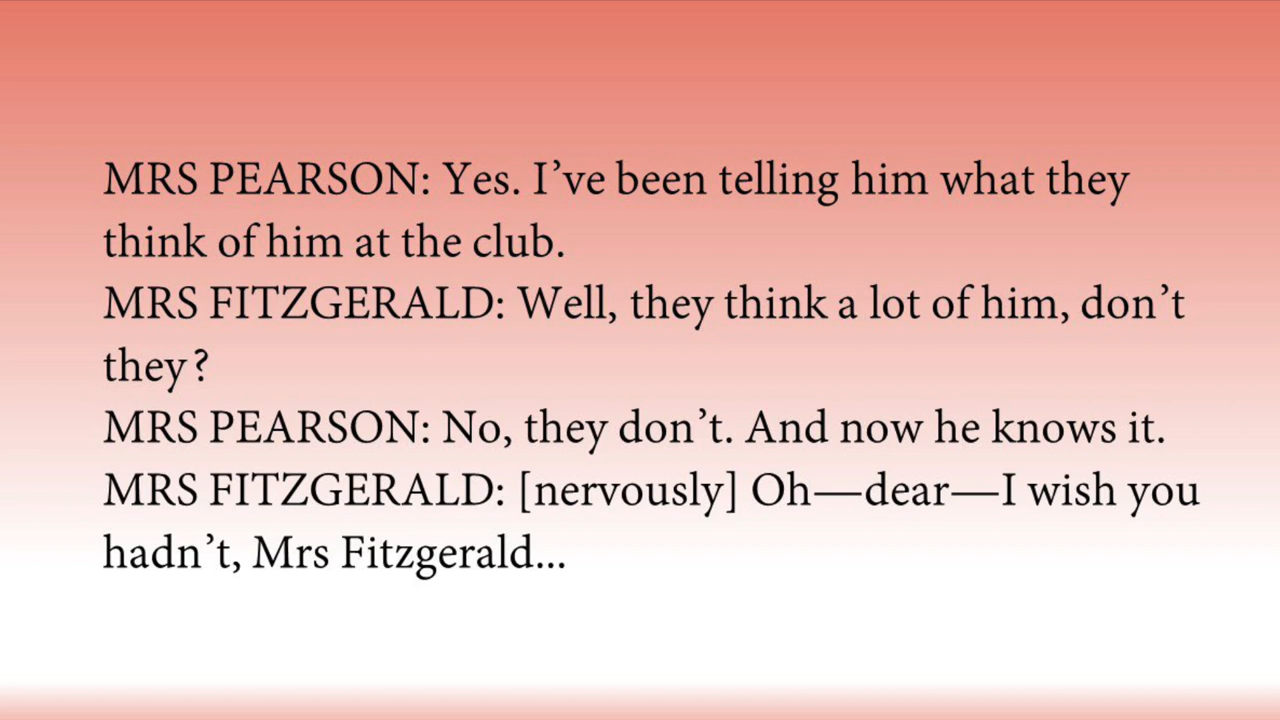 MRS PEARSON: Yes. I’ve been telling him what they
think of him at the club.
MRS FITZGERALD: Well, they think a lot of him, don’t
they?
MRS PEARSON: No, they don’t. And now he knows it.
MRS FITZGERALD: [nervously] Oh—dear—I wish you
hadn’t, Mrs Fitzgerald...